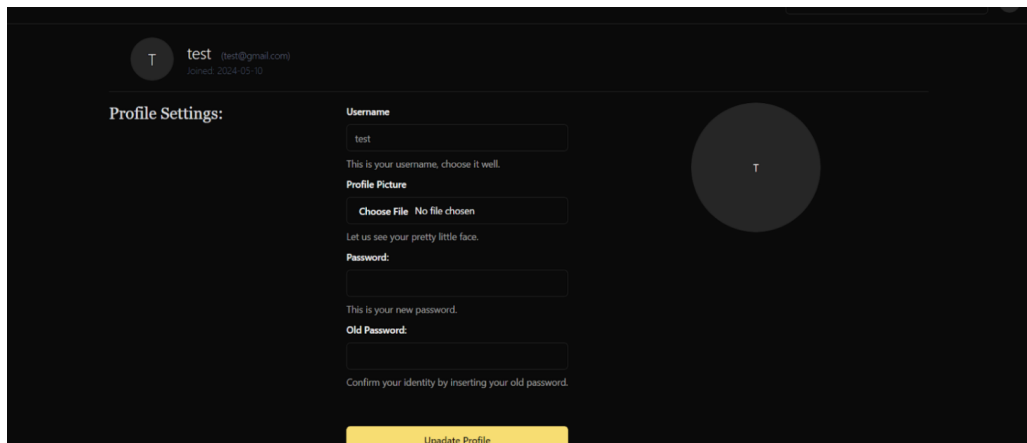 T
test (test@gmail.com)
Joined: 2024-05-10
Profile Settings:
Username
test
This is your username, choose it well.
Profile Picture
Choose File No file chosen
Let us see your pretty little face.
Password:
This is your new password.
Old Password:
Confirm your identity by inserting your old password.
Upadate Profile
T